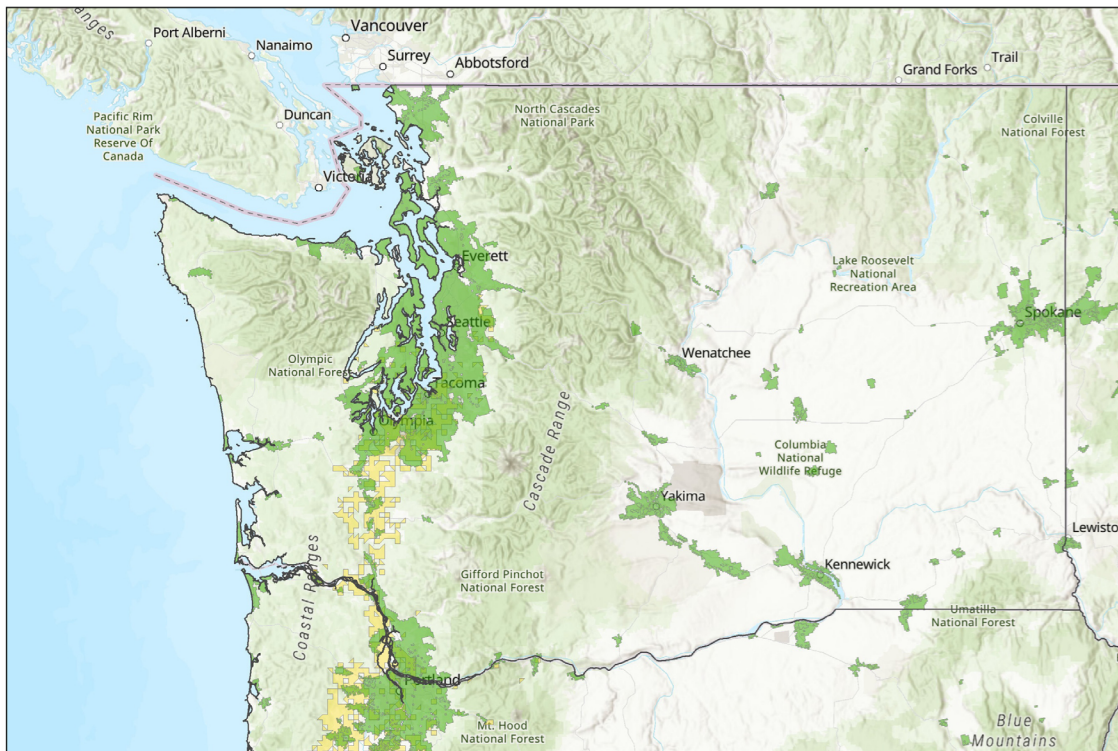 Ranges
Port Alberni
Vancouver
Nanaimo
Surrey
Abbotsford
Trail
Grand Forks
Pacific Rim
National Park
Reserve Of
Canada
Duncan
North Cascades
National Park
Colville
National Forest
Victoria
Everett
Lake Roosevelt
National
Recreation Area
Seattle
Spokane
Olympic
National Forest
Wenatchee
Tacoma
Olympia
Cascade Range
Columbia
National
Wildlife Refuge
Yakima
Lewisto
Coastal Ranges
Gifford Pinchot
National Forest
Kennewick
Umatilla
National Forest
Portland
Mt. Hood
National Forest
Blue
Mountains